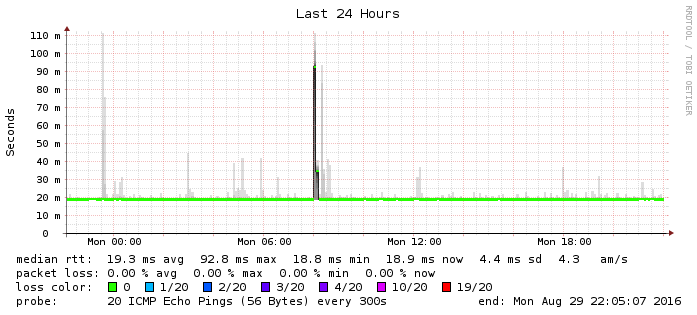 Last 24 Hours
RRDTOOL / TOBI OETIKER
Seconds
110 m
100 m
90 m
80 m
70 m
60 m
50 m
40 m
30 m
20 m
10 m
0
Mon 00:00 Mon 06:00 Mon 12:00 Mon 18:00
median rtt: 19.3 ms avg 92.8 ms max 18.8 ms min 18.9 ms now 4.4 ms sd 4.3 am/s
packet loss: 0.00 % avg 0.00 % max 0.00 % min 0.00 % now
loss color: 0 1/20 2/20 3/20 4/20 10/20 19/20
probe: 20 ICMP Echo Pings (56 Bytes) every 300s end: Mon Aug 29 22:05:07 2016